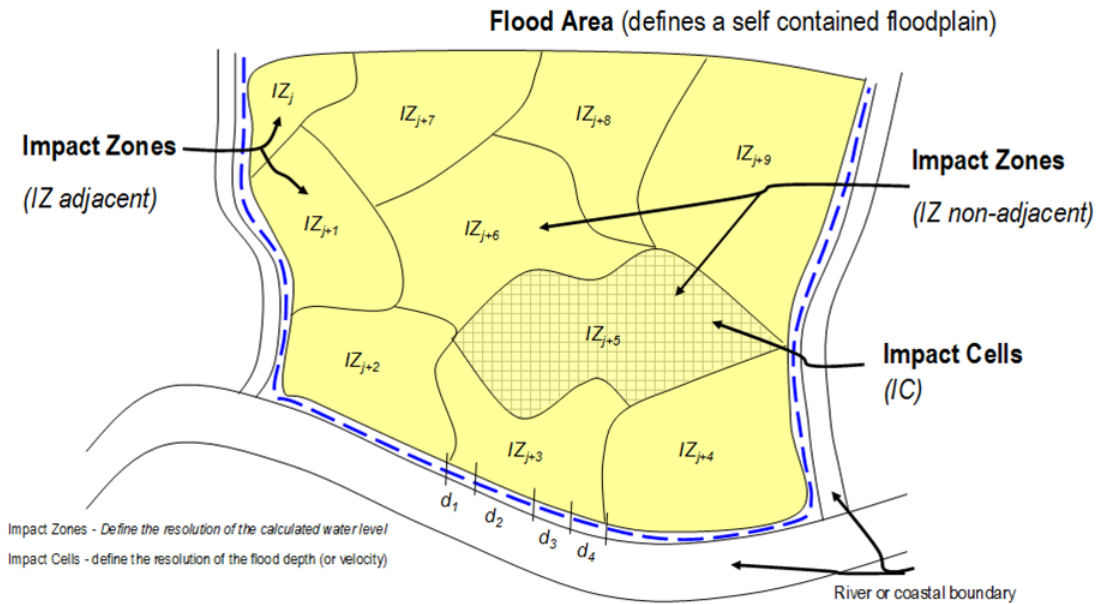 Flood Area (defines a self contained floodplain)
IZj
IZj+7
IZj+8
IZj+9
Impact Zones
(IZ adjacent)
Impact Zones
(IZ non-adjacent)
IZj+1
IZj+6
IZj+5
IZj+2
Impact Cells
(IC)
IZj+3
IZj+4
d1
d2
d3
d4
Impact Zones - Define the resolution of the calculated water level
Impact Cells - define the resolution of the flood depth (or velocity)
River or coastal boundary